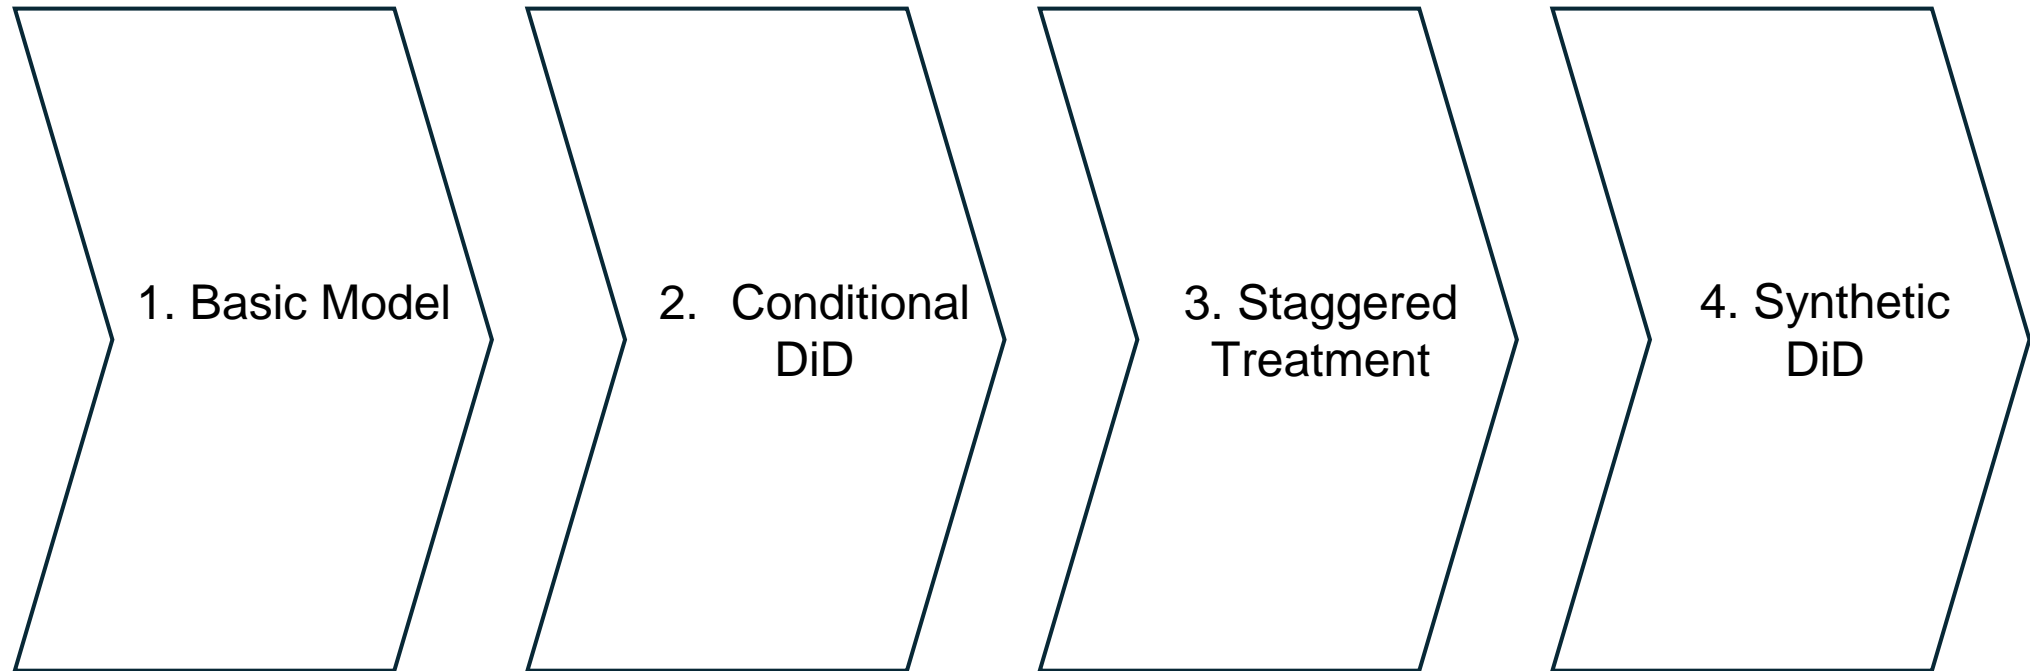 1. Basic Model
2. Conditional
DiD
3. Staggered
Treatment
4. Synthetic
DiD